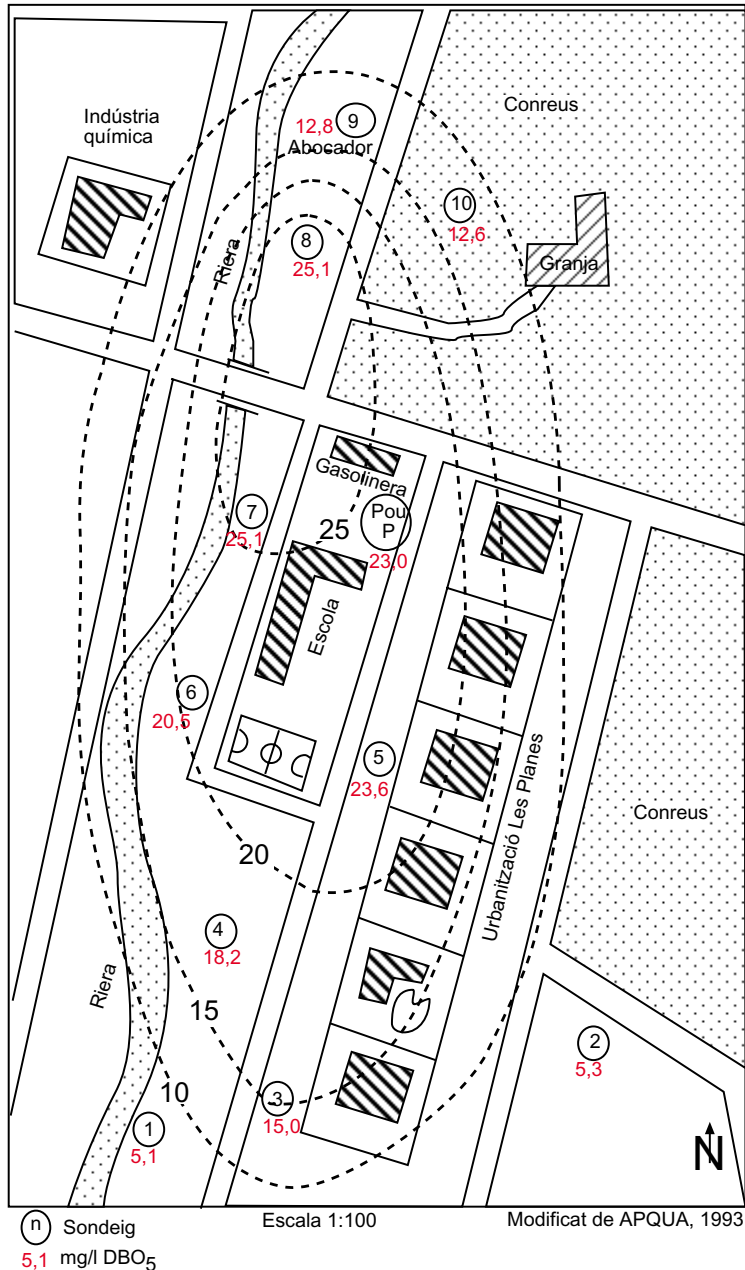 Indústria
química
12,8
9
Abocador
Conreus
10
12,6
8
25,1
Riera
Granja
Gasolinera
7
25,1
25
Pou
P
23,0
Escola
6
20,5
5
23,6
Urbanització Les Planes
Conreus
20
4
18,2
Riera
15
10
3
15,0
2
5,3
1
5,1
N
n Sondeig
Escala 1:100
Modificat de APQUA, 1993
5,1 mg/l DBO5